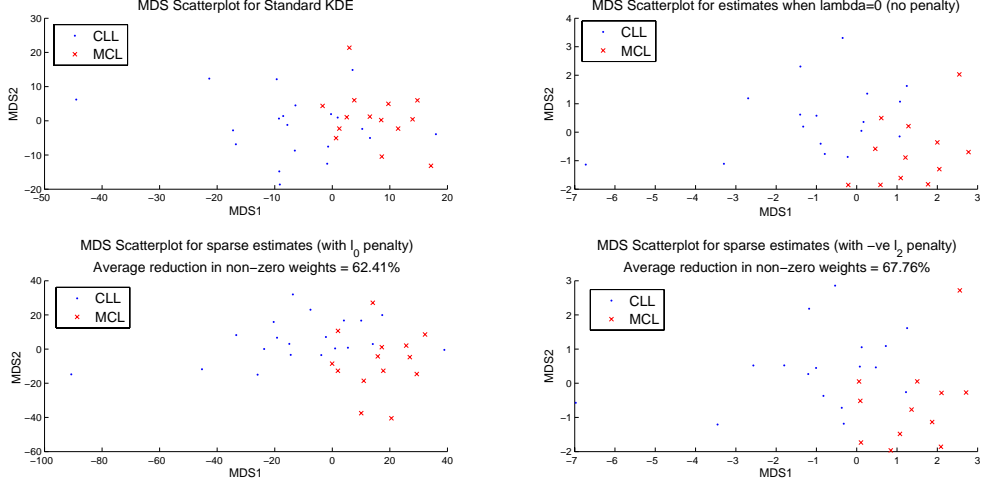 MDS Scatterplot for Standard KDE
30
20
10
0
−10
−20
MDS2
CLL
MCL
−50 −40 −30 −20 −10 0 10 20
MDS1
MDS Scatterplot for estimates when lambda=0 (no penalty)
4
3
2
1
0
−1
−2
MDS2
CLL
MCL
−7 −6 −5 −4 −3 −2 −1 0 1 2 3
MDS1
MDS Scatterplot for sparse estimates (with l0 penalty)
Average reduction in non−zero weights = 62.41%
40
20
0
−20
−40
−60
MDS2
CLL
MCL
−100 −80 −60 −40 −20 0 20 40
MDS1
MDS Scatterplot for sparse estimates (with −ve l2 penalty)
Average reduction in non−zero weights = 67.76%
3
2
1
0
−1
−2
MDS2
CLL
MCL
−7 −6 −5 −4 −3 −2 −1 0 1 2 3
MDS1